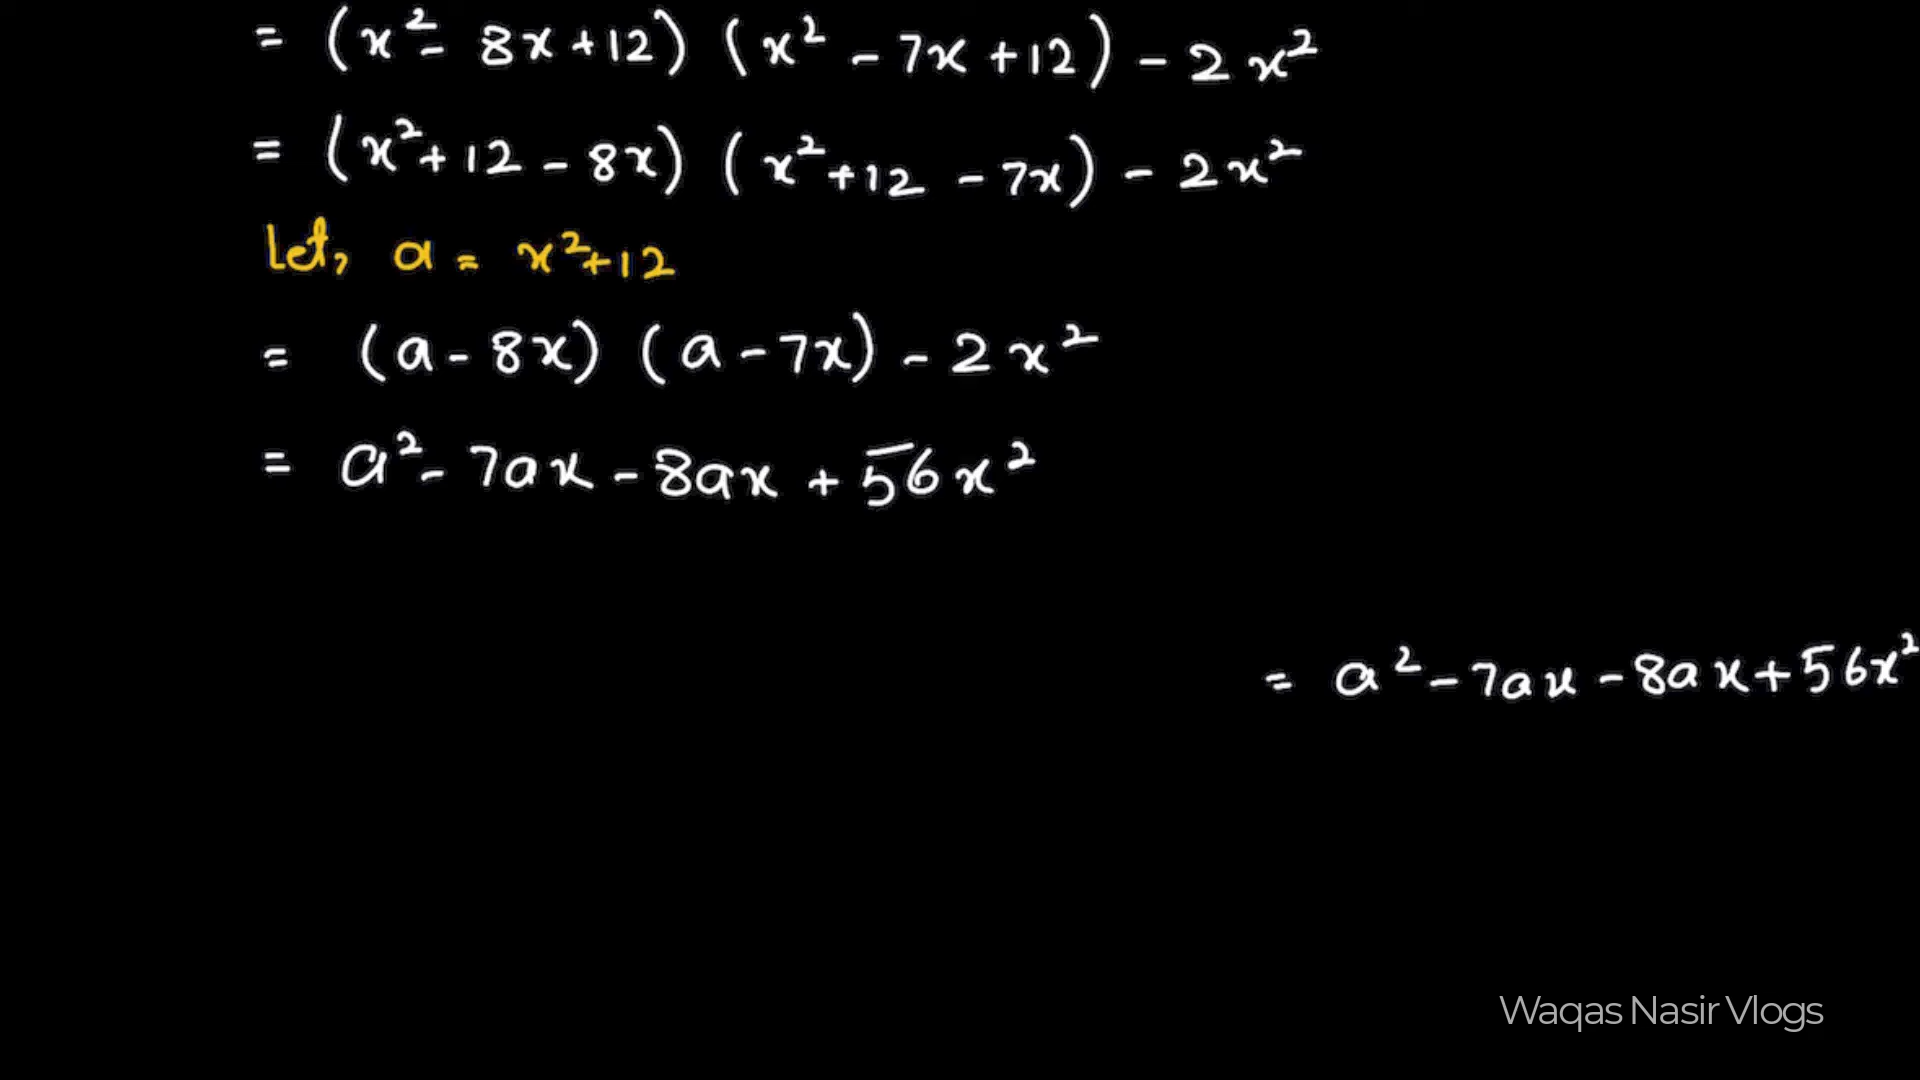 = (x² - 8x + 12) (x² - 7x + 12) - 2x²
= (x² + 12 - 8x) (x² + 12 - 7x) - 2x²
Let, a = x² + 12
= (a - 8x) (a - 7x) - 2x²
= a² - 7ax - 8ax + 56x²
= a² - 7ax - 8ax + 56x²
Waqas Nasir Vlogs